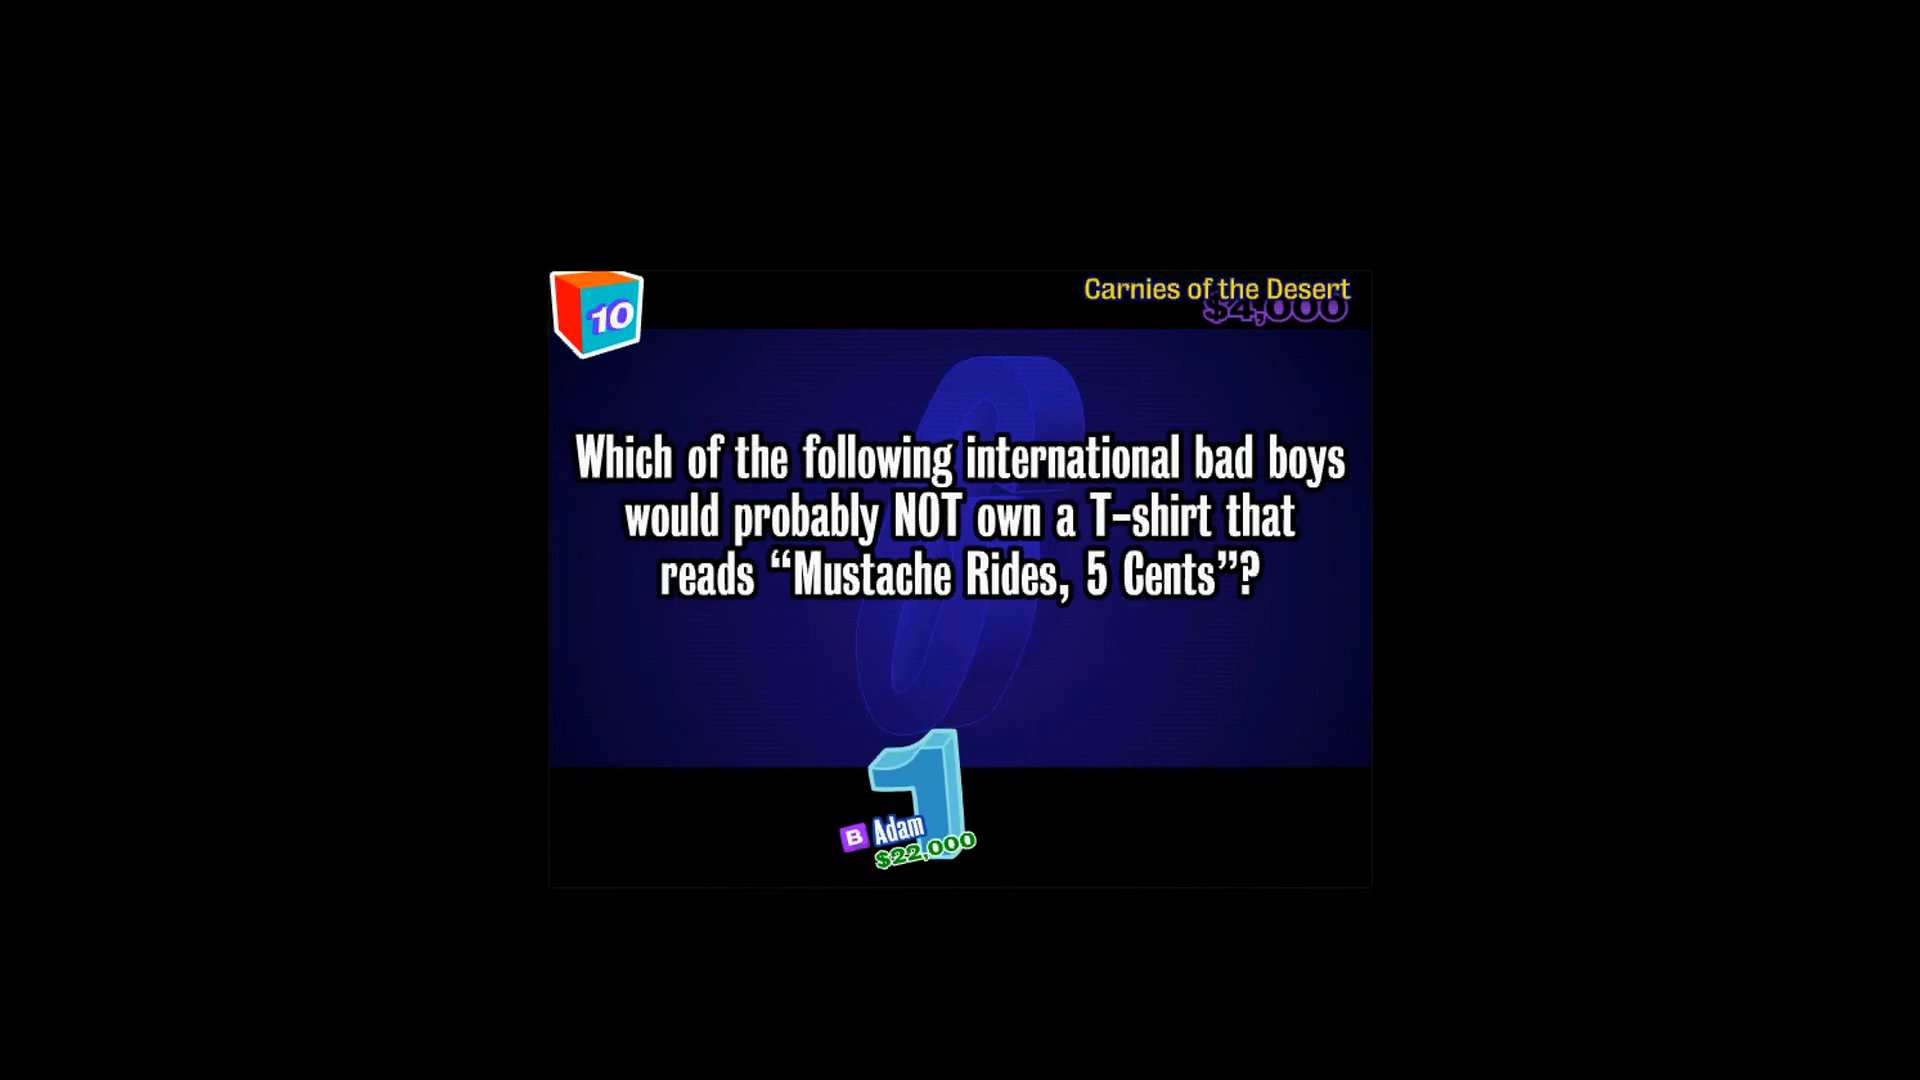 10
Carnies of the Desert
$4,000
Which of the following international bad boys
would probably NOT own a T-shirt that
reads “Mustache Rides, 5 Cents”?
1
B Adam
$22,000